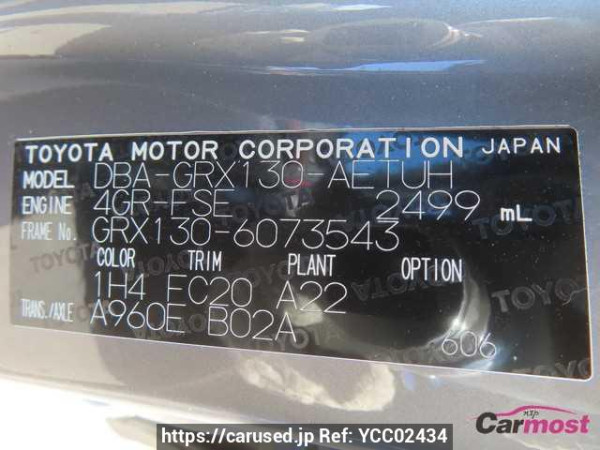 TOYOTA MOTOR CORPORATION JAPAN
MODEL DBA-GRX130-AETUH
ENGINE 4GR-FSE 2499 mL
FRAME No. GRX130-6073543
COLOR TRIM PLANT OPTION
1H4 FC20 A22
TRANS./AXLE A960E B02A
606
Carmost
https://carused.jp Ref: YCC02434